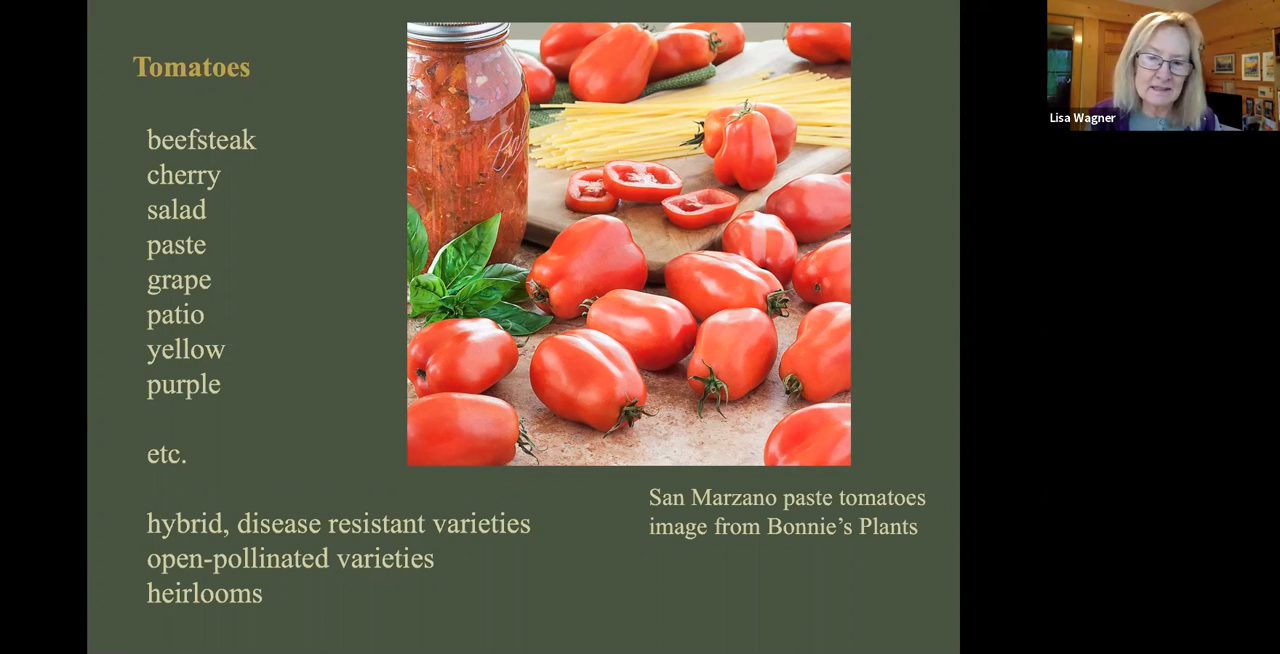 Tomatoes
beefsteak
cherry
salad
paste
grape
patio
yellow
purple
etc.
hybrid, disease resistant varieties
open-pollinated varieties
heirlooms
San Marzano paste tomatoes
image from Bonnie’s Plants
Lisa Wagner